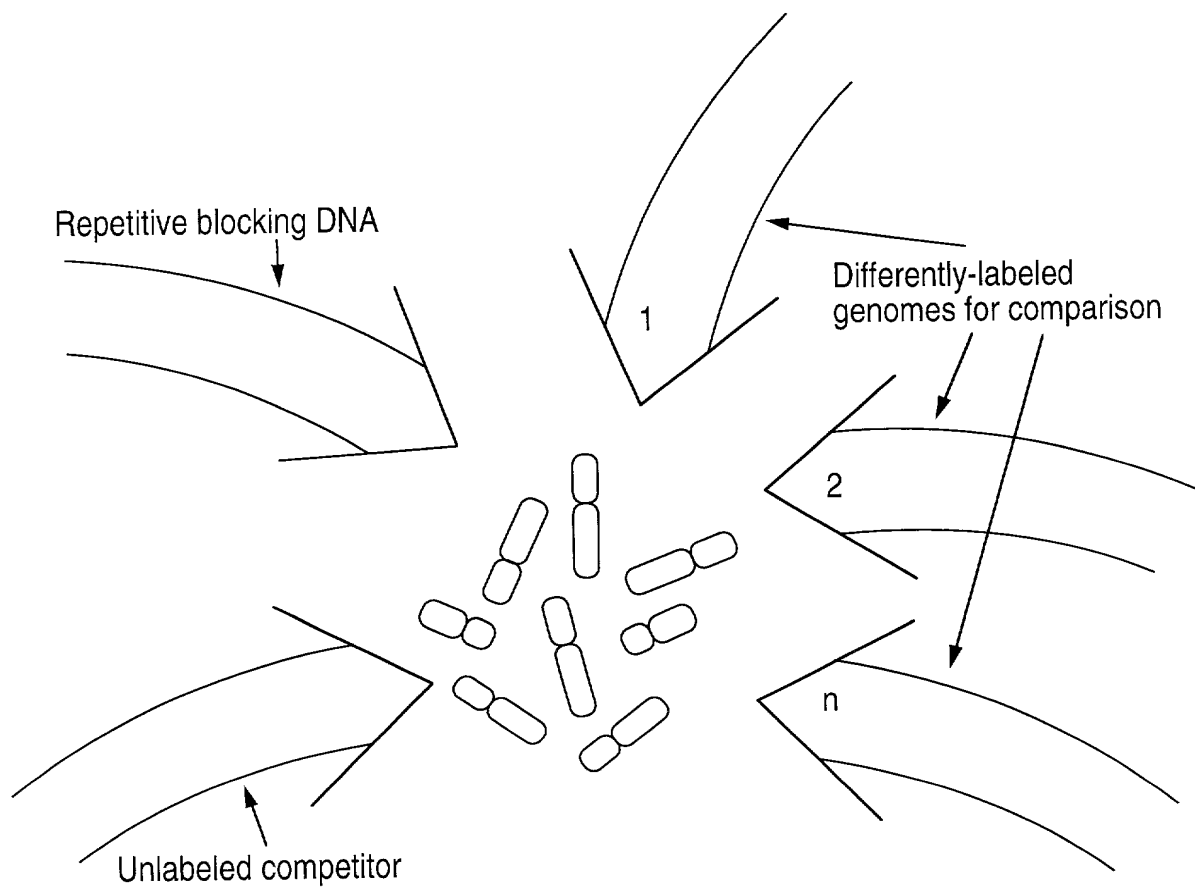 Repetitive blocking DNA
1
Differently-labeled
genomes for comparison
2
n
Unlabeled competitor